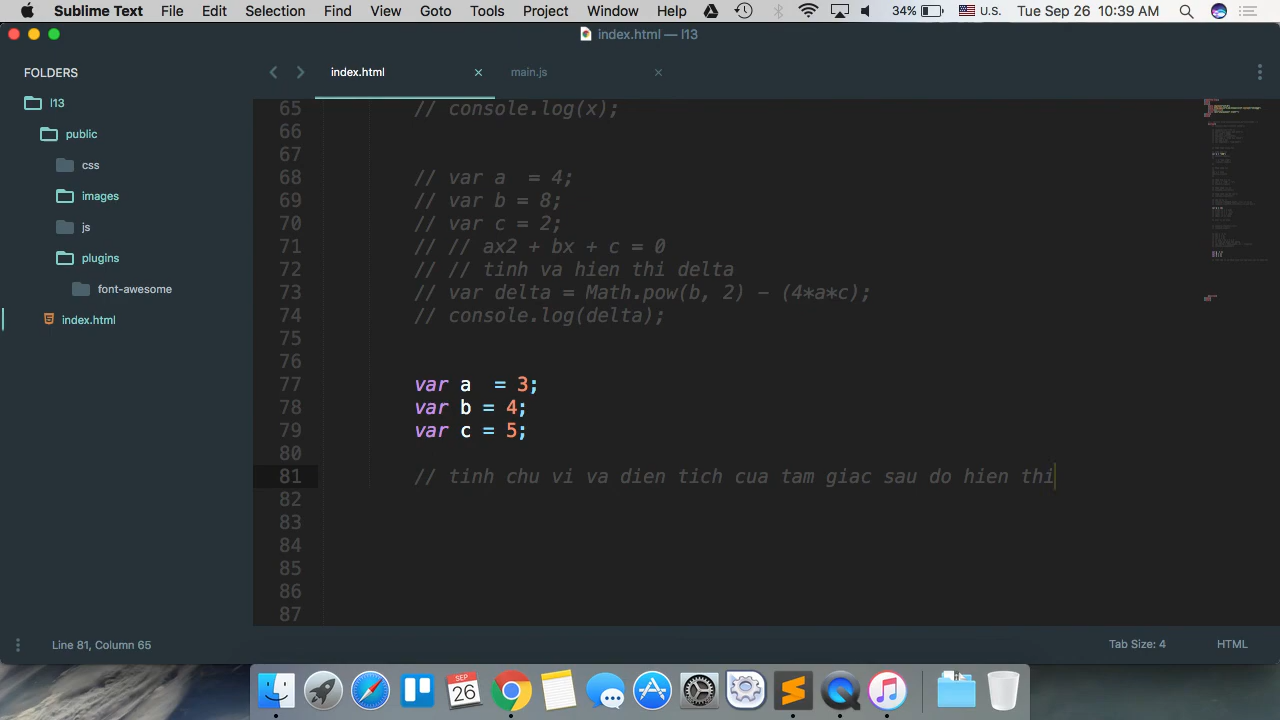 Sublime Text File Edit Selection Find View Goto Tools Project Window Help 34% U.S. Tue Sep 26 10:39 AM
index.html — l13
FOLDERS
l13
public
css
images
js
plugins
font-awesome
index.html
index.html × main.js ×
65 // console.log(x);
66
67
68 // var a  = 4;
69 // var b = 8;
70 // var c = 2;
71 // // ax2 + bx + c = 0
72 // // tinh va hien thi delta
73 // var delta = Math.pow(b, 2) - (4*a*c);
74 // console.log(delta);
75
76
77 var a  = 3;
78 var b = 4;
79 var c = 5;
80
81 // tinh chu vi va dien tich cua tam giac sau do hien thi
82
83
84
85
86
87
Line 81, Column 65 Tab Size: 4 HTML
SEP
26